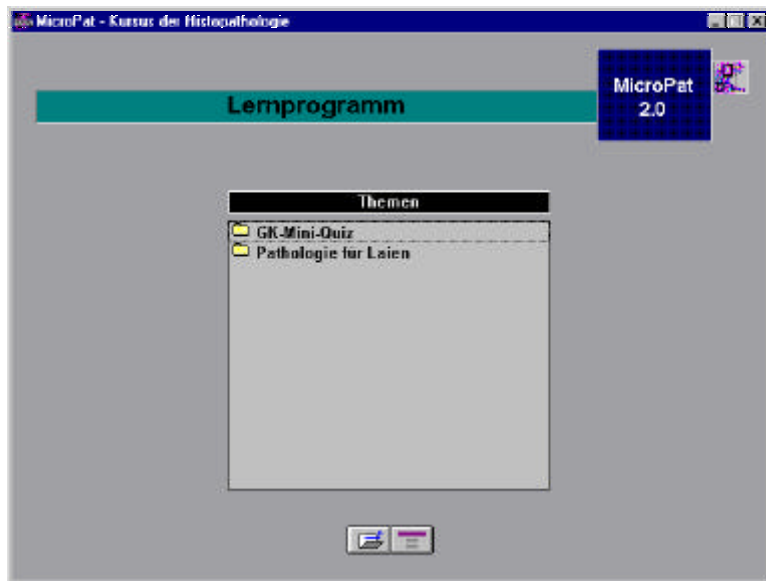 MicroPat - Kursus der Histopathologie
MicroPat
2.0
Lernprogramm
Themen
GK-Mini-Quiz
Pathologie für Laien